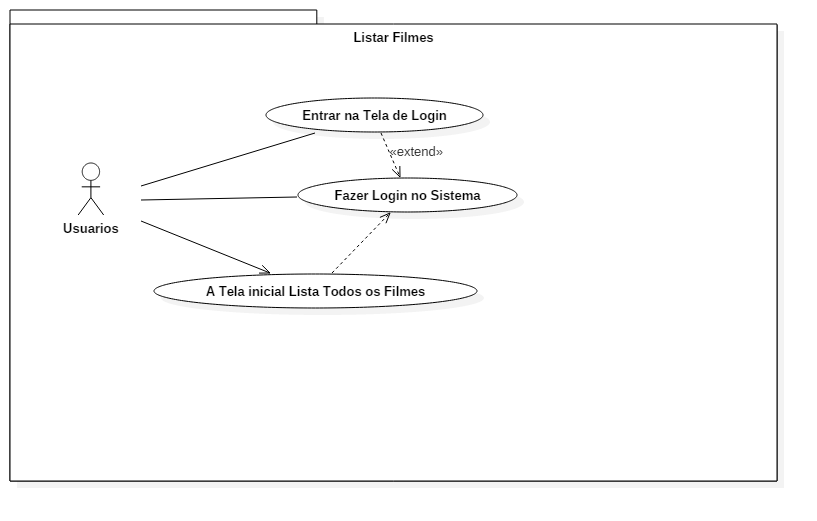 Listar Filmes
Entrar na Tela de Login
«extend»
Fazer Login no Sistema
Usuarios
A Tela inicial Lista Todos os Filmes